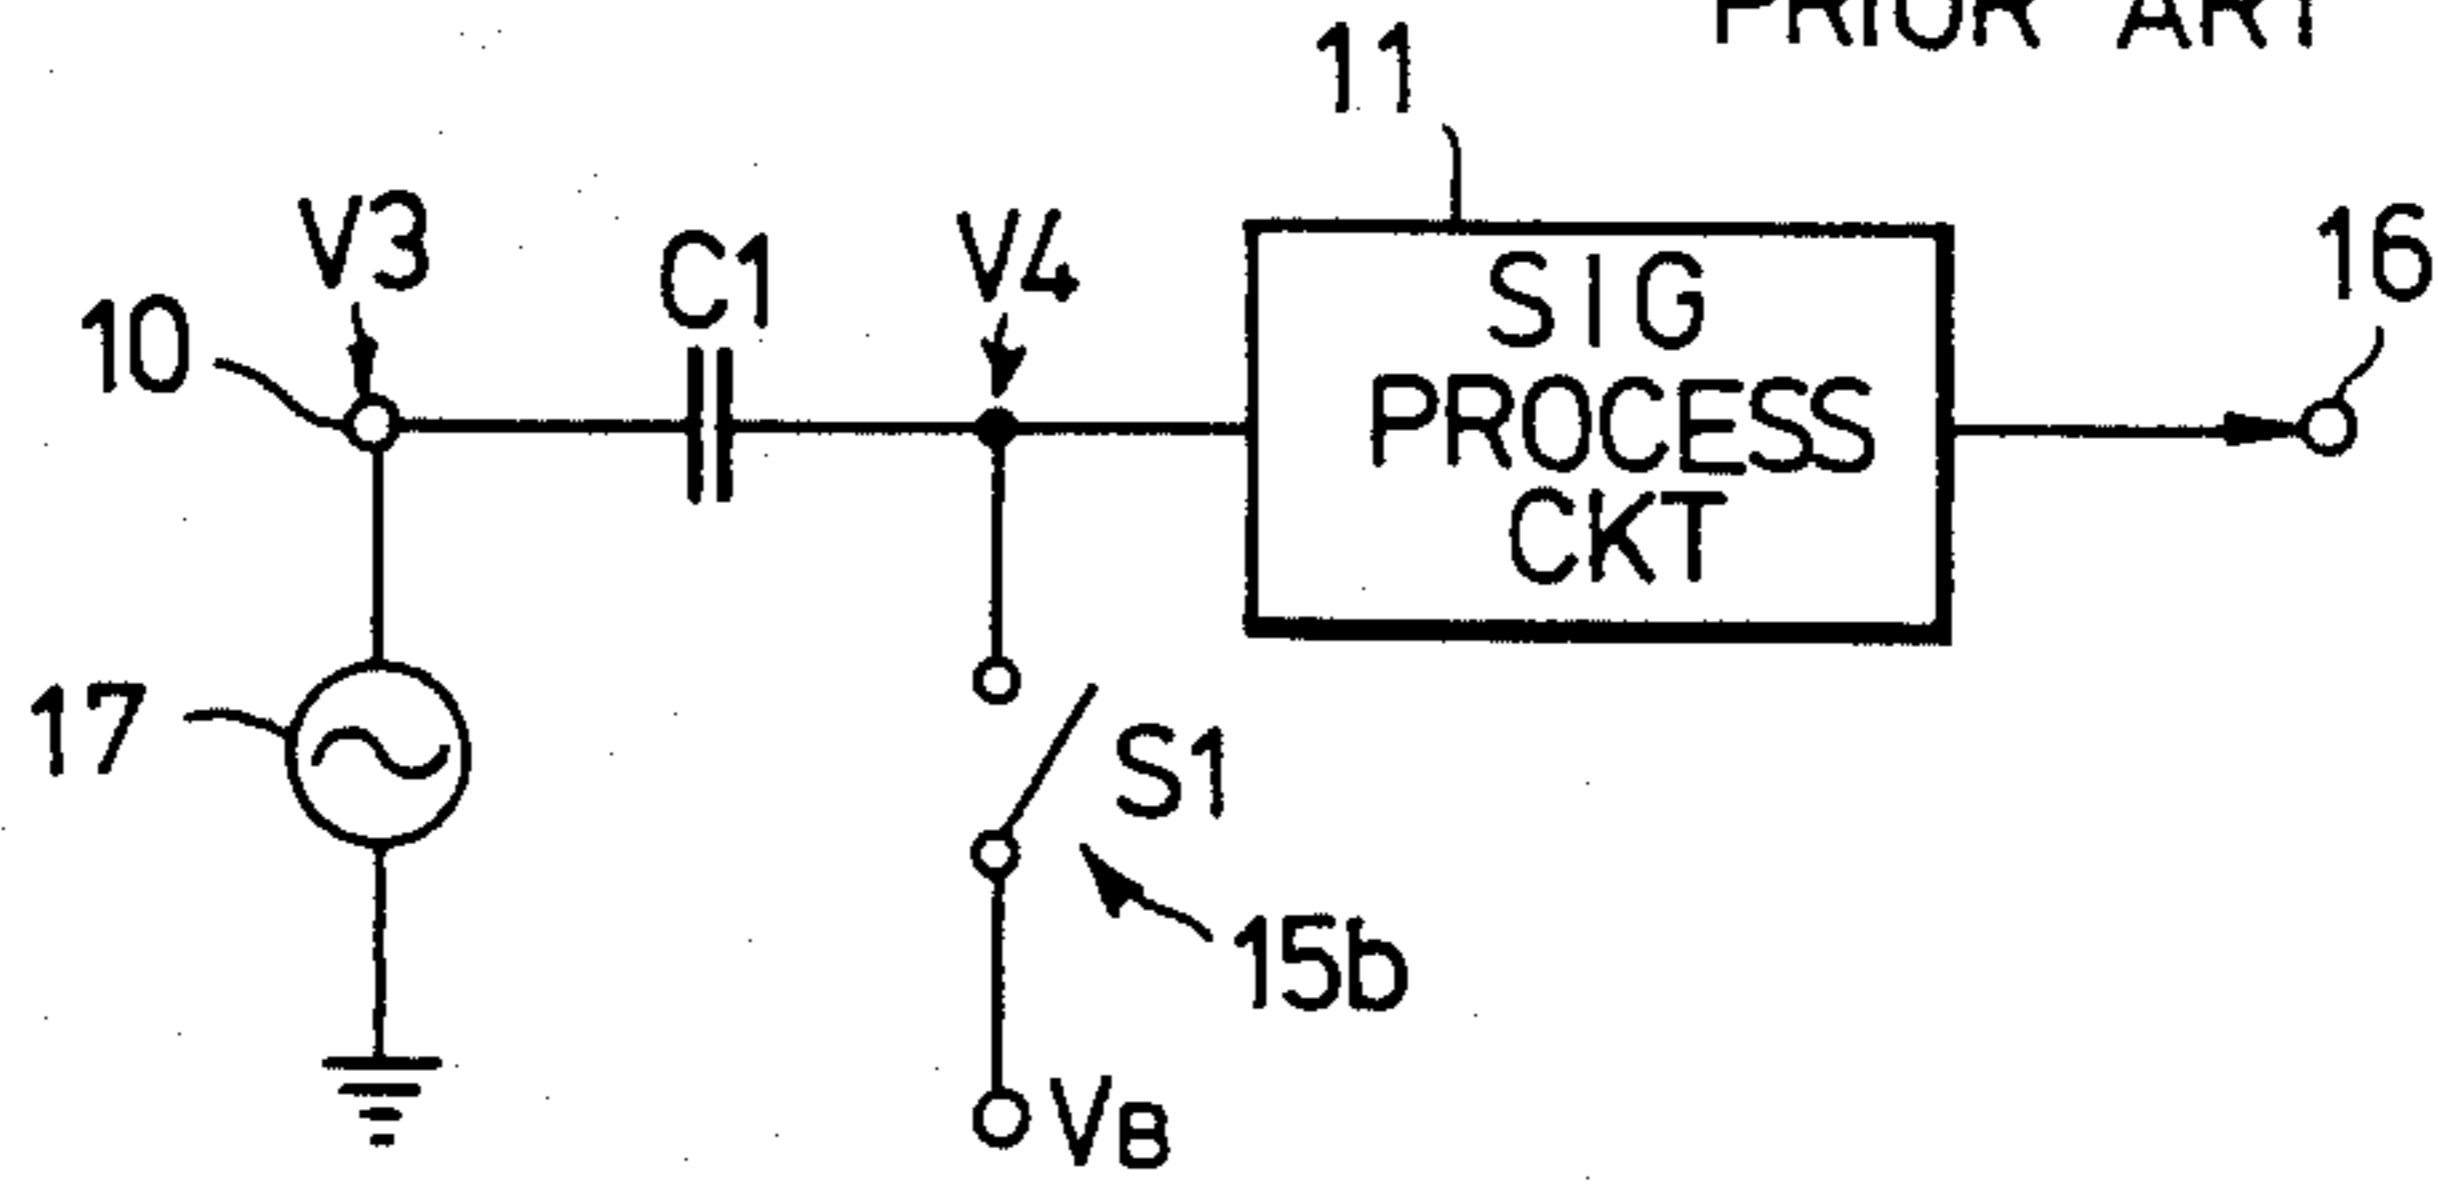 PRIOR ART
11
V3
C1
V4
16
10
SIG
PROCESS
CKT
17
S1
15b
VB